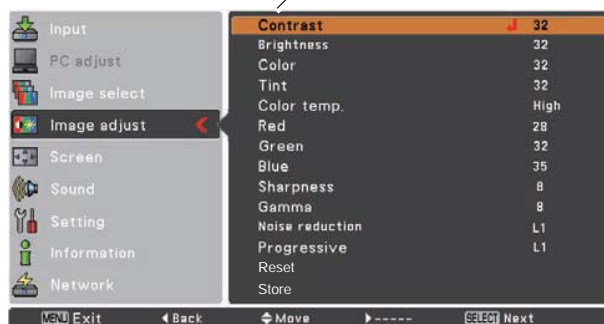 Input
PC adjust
Image select
Image adjust
Screen
Sound
Setting
Information
Network
Contrast 32
Brightness 32
Color 32
Tint 32
Color temp. High
Red 28
Green 32
Blue 35
Sharpness 8
Gamma 8
Noise reduction L1
Progressive L1
Reset
Store
MENU Exit Back Move ----- SELECT Next